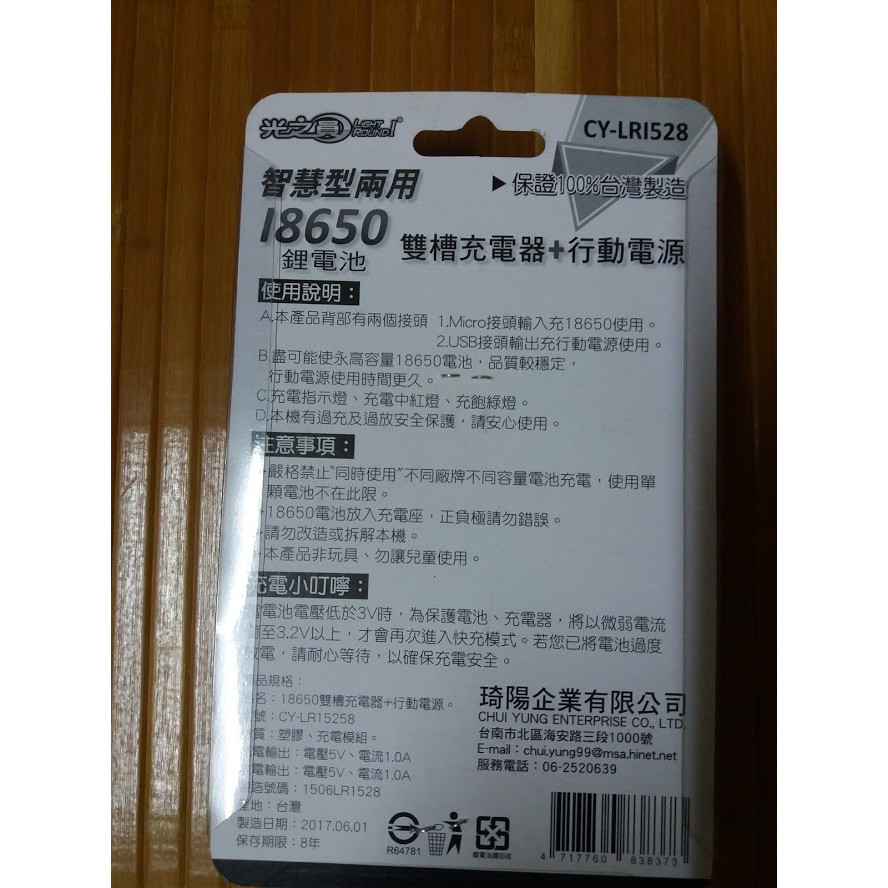 光之圓 LIGHT ROUND I
CY-LRI528
智慧型兩用
▶保證100%台灣製造
18650
鋰電池
雙槽充電器+行動電源
使用說明：
A.本產品背部有兩個接頭 1.Micro接頭輸入充18650使用。
2.USB接頭輸出充行動電源使用。
B.盡可能使永高容量18650電池，品質較穩定，
行動電源使用時間更久。
C.充電指示燈、充電中紅燈、充飽綠燈。
D.本機有過充及過放安全保護，請安心使用。
注意事項：
嚴格禁止"同時使用"不同廠牌不同容量電池充電，使用單
顆電池不在此限。
18650電池放入充電座，正負極請勿錯誤。
請勿改造或拆解本機。
本產品非玩具、勿讓兒童使用。
充電小叮嚀：
當電池電壓低於3V時，為保護電池、充電器，將以微弱電流
至3.2V以上，才會再次進入快充模式。若您已將電池過度
放電，請耐心等待，以確保充電安全。
品規格：
名：18650雙槽充電器+行動電源。
號：CY-LR15258
質：塑膠、充電模組。
電輸出：電壓5V、電流1.0A
電輸出：電壓5V、電流1.0A
造號碼：1506LR1528
產地：台灣
製造日期：2017.06.01
保存期限：8年
琦陽企業有限公司
CHUI YUNG ENTERPRISE CO., LTD.
台南市北區海安路三段1000號
E-mail：chui.yung99@msa.hinet.net
服務電話：06-2520639
R64781
廢電池請回收
4 717760 838373